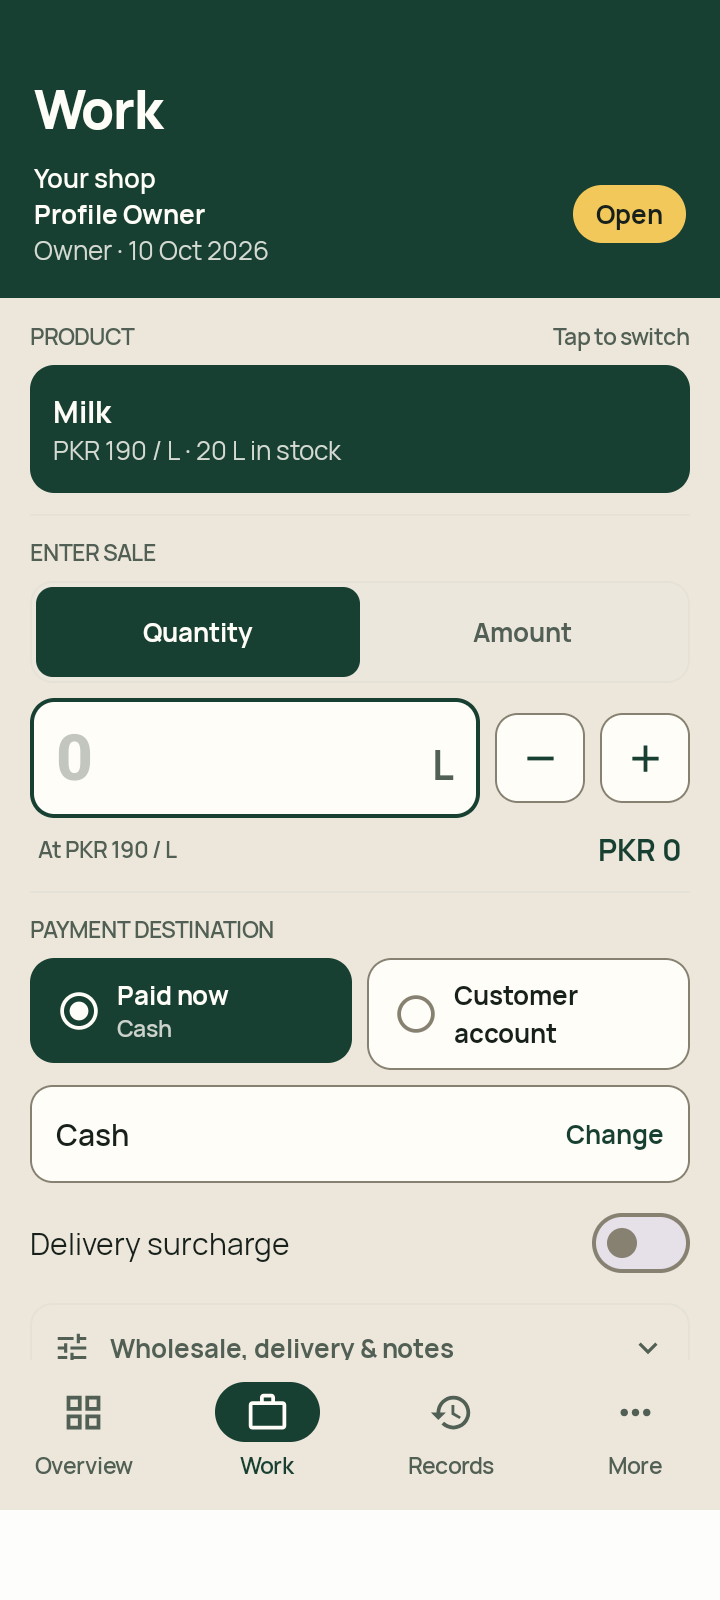 Work
Your shop
Profile Owner
Owner · 10 Oct 2026
Open
PRODUCT
Tap to switch
Milk
PKR 190 / L · 20 L in stock
ENTER SALE
Quantity
Amount
0
L
At PKR 190 / L
PKR 0
PAYMENT DESTINATION
Paid now
Cash
Customer
account
Cash
Change
Delivery surcharge
Wholesale, delivery & notes
Overview
Work
Records
More